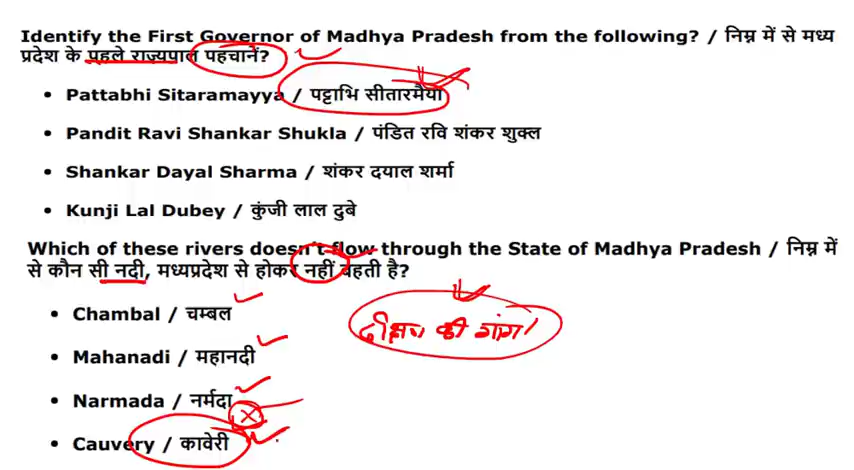 Identify the First Governor of Madhya Pradesh from the following? / निम्न में से मध्य
प्रदेश के पहले राज्यपाल पहचानें?
• Pattabhi Sitaramayya / पट्टाभि सीतारमैया
• Pandit Ravi Shankar Shukla / पंडित रवि शंकर शुक्ल
• Shankar Dayal Sharma / शंकर दयाल शर्मा
• Kunji Lal Dubey / कुंजी लाल दुबे
Which of these rivers doesn't flow through the State of Madhya Pradesh / निम्न में
से कौन सी नदी, मध्यप्रदेश से होकर नहीं बहती है?
• Chambal / चम्बल
दक्षिण की गंगा
• Mahanadi / महानदी
• Narmada / नर्मदा
• Cauvery / कावेरी